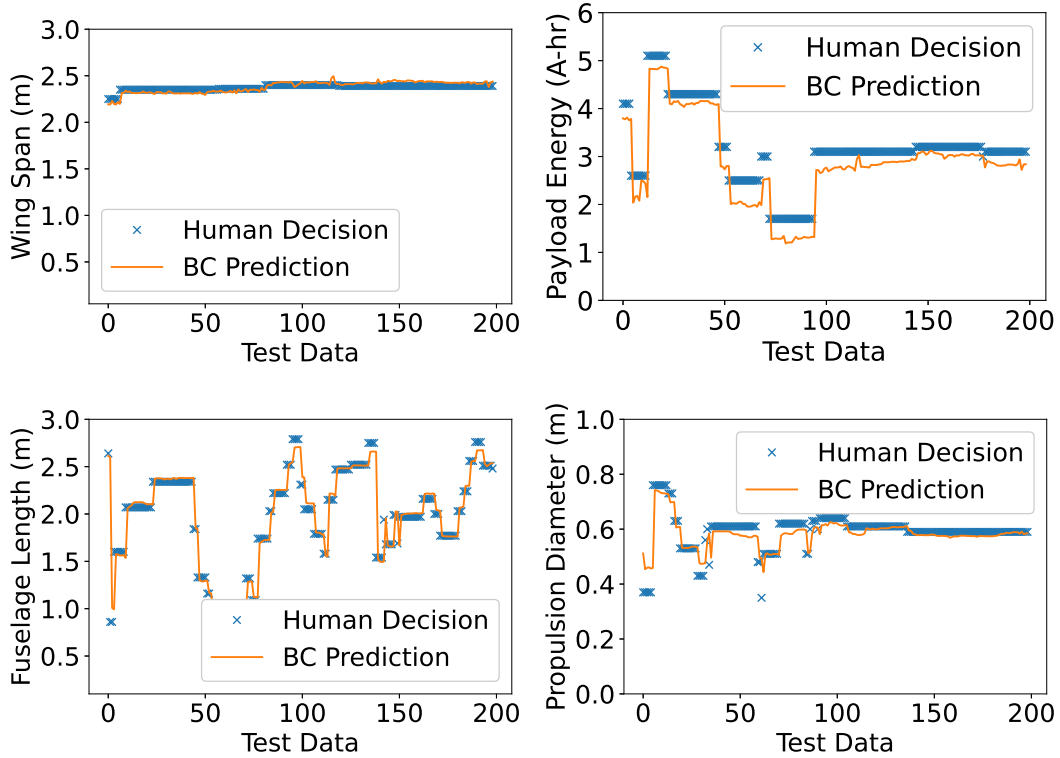 Wing Span (m)
3.0
2.5
2.0
1.5
1.0
0.5
Human Decision
BC Prediction
0 50 100 150 200
Test Data
Payload Energy (A-hr)
6
5
4
3
2
1
0
Human Decision
BC Prediction
0 50 100 150 200
Test Data
Fuselage Length (m)
3.0
2.5
2.0
1.5
1.0
0.5
Human Decision
BC Prediction
0 50 100 150 200
Test Data
Propulsion Diameter (m)
1.0
0.8
0.6
0.4
0.2
0.0
Human Decision
BC Prediction
0 50 100 150 200
Test Data